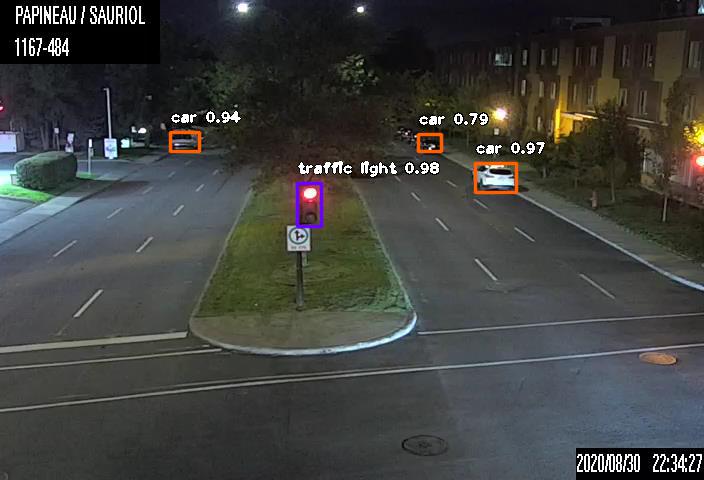 PAPINEAU / SAURIOL
1167-484
car 0.94
car 0.79
car 0.97
traffic light 0.98
2020/08/30 22:34:27